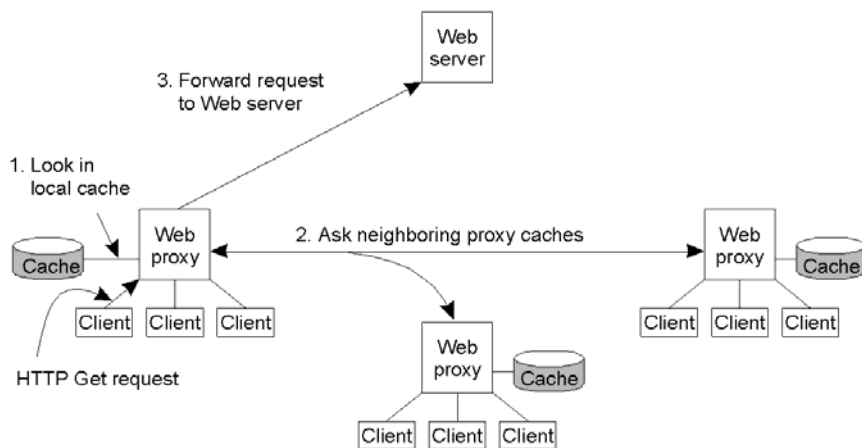 Web
server
3. Forward request
to Web server
1. Look in
local cache
Web
proxy
2. Ask neighboring proxy caches
Web
proxy
Cache
Cache
Client
Client
Client
Client
Client
Client
HTTP Get request
Web
proxy
Cache
Client
Client
Client